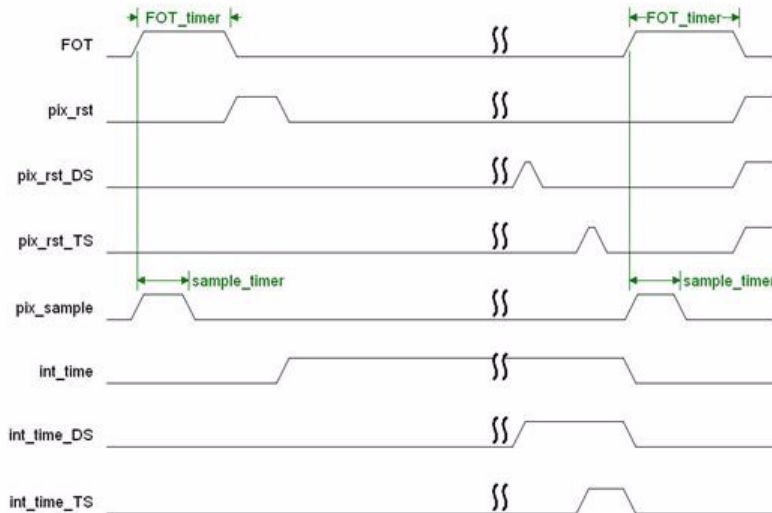 FOT_timer FOT_timer
FOT
pix_rst
pix_rst_DS
pix_rst_TS
sample_timer sample_timer
pix_sample
int_time
int_time_DS
int_time_TS